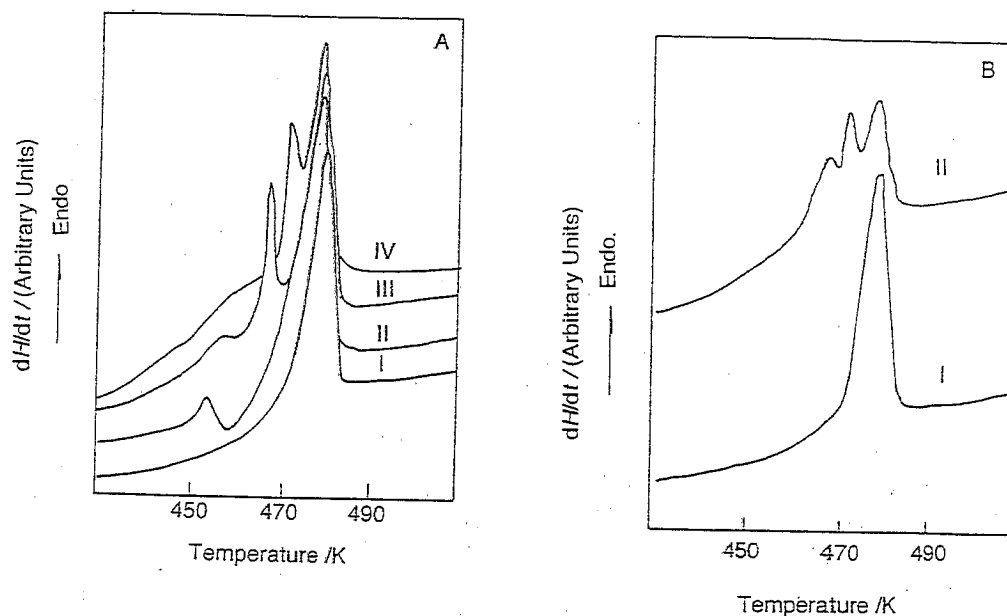 A
dH/dt / (Arbitrary Units)
Endo
IV
III
II
I
450 470 490
Temperature /K
B
dH/dt / (Arbitrary Units)
Endo.
II
I
450 470 490
Temperature /K